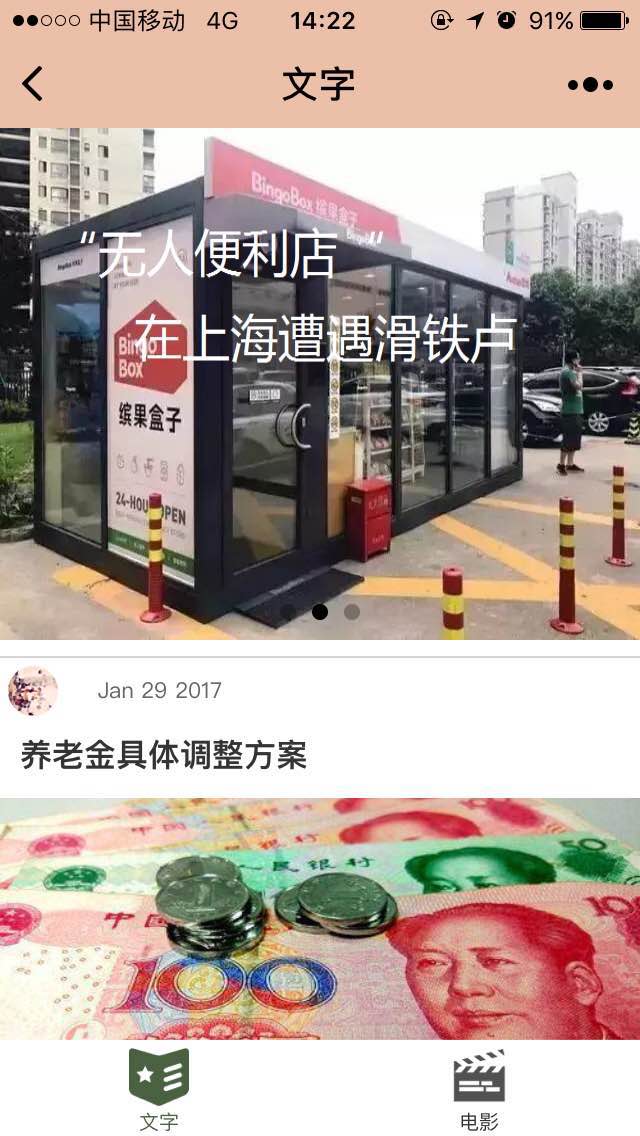 中国移动 4G 14:22 91%
文字
BingoBox 缤果盒子
BingoBox
“无人便利店 “
在上海遭遇滑铁卢
Bingo
BOX
缤果盒子
24-HOUR OPEN
Jan 29 2017
养老金具体调整方案
中国人民银行
50
100
文字
电影